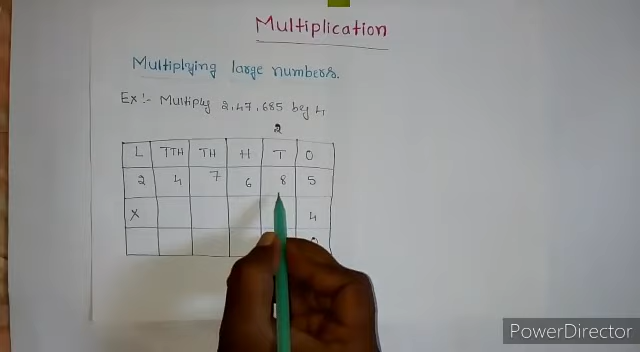 Multiplication
Multiplying large numbers.
Ex:- Multiply 2,47,685 by 4
2
L TTH TH H T O
2 4 7 6 8 5
X 4
PowerDirector